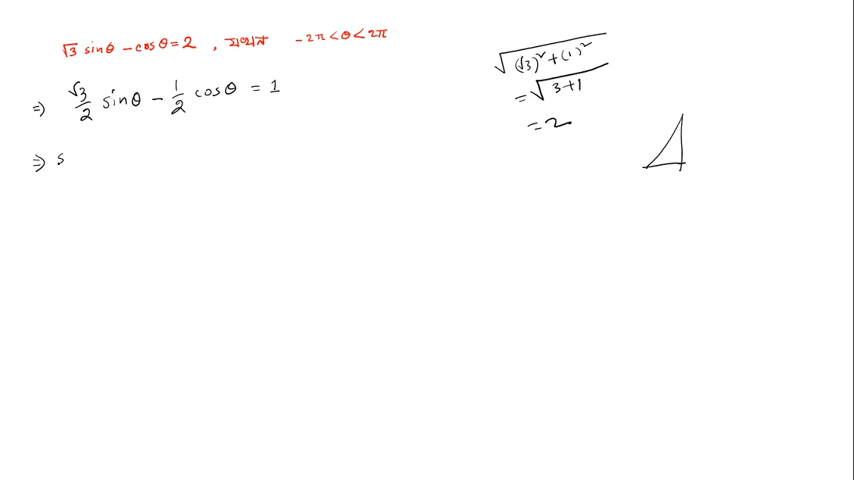 √3 sinθ - cosθ = 2 , যখন -2π < θ < 2π
⇒ √3/2 sinθ - 1/2 cosθ = 1
⇒ s
√(√3)² + (1)²
= √3+1
= 2